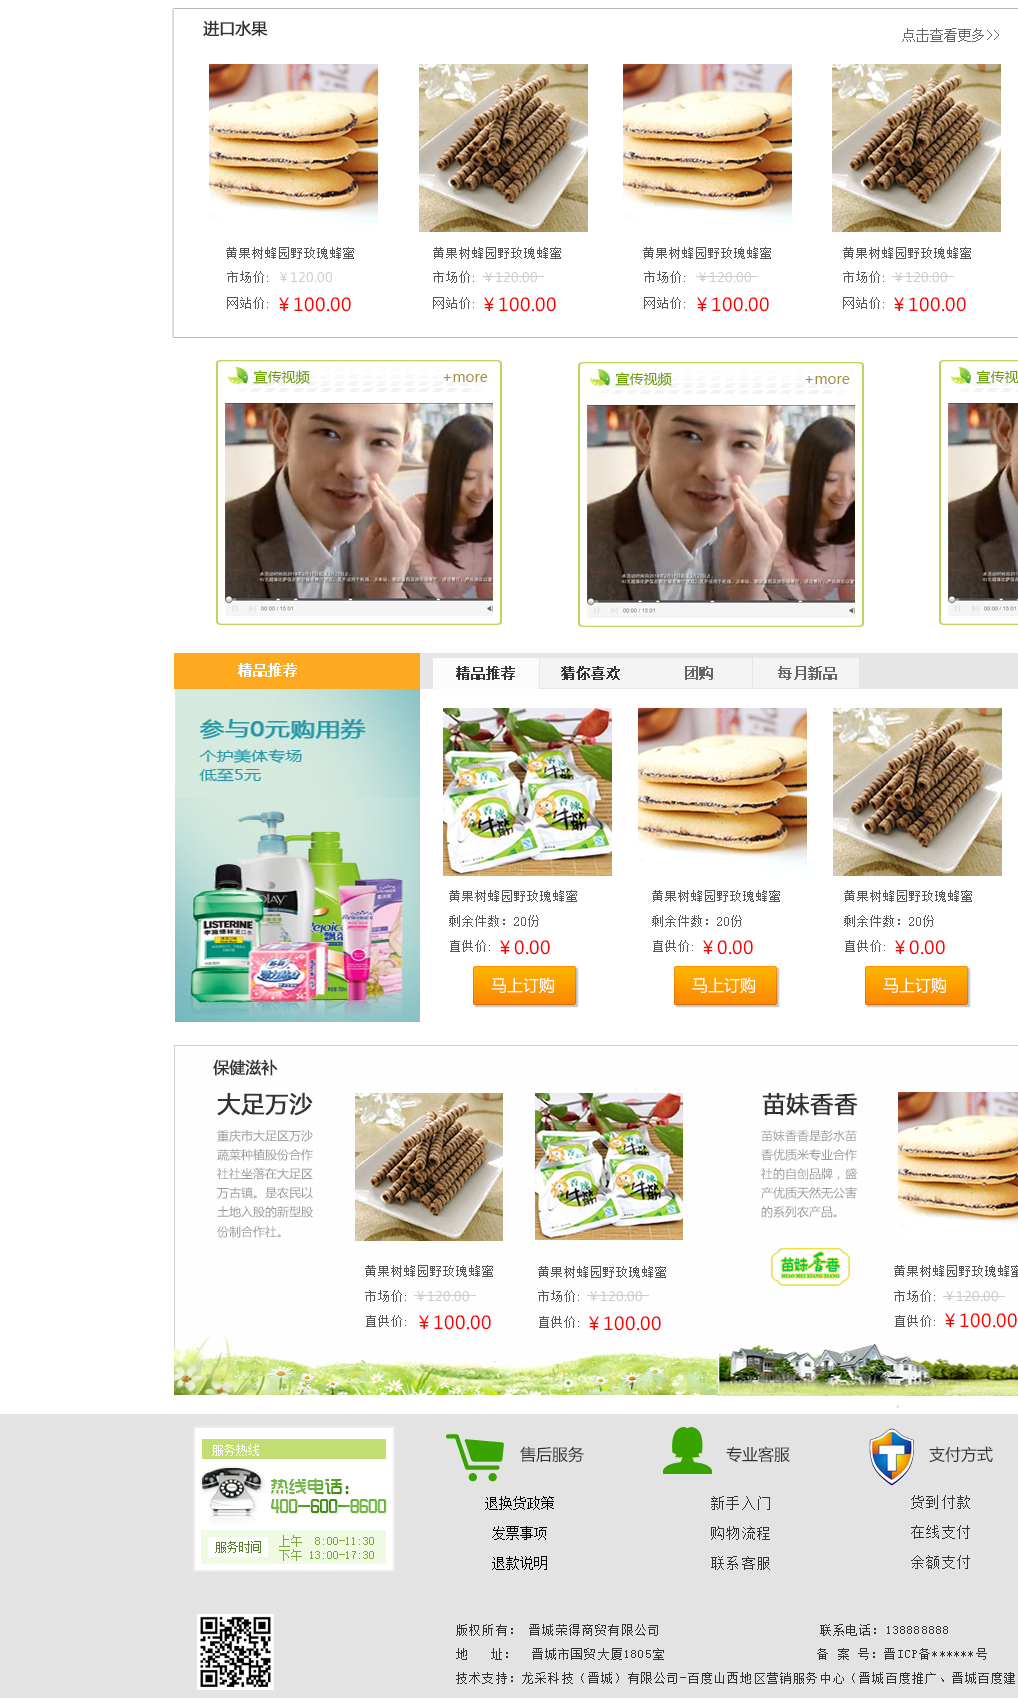 进口水果
点击查看更多>>
黄果树蜂园野玫瑰蜂蜜 黄果树蜂园野玫瑰蜂蜜 黄果树蜂园野玫瑰蜂蜜 黄果树蜂园野玫瑰蜂蜜
市场价: ¥120.00 市场价: ¥120.00 市场价: ¥120.00 市场价: ¥120.00
网站价: ¥100.00 网站价: ¥100.00 网站价: ¥100.00 网站价: ¥100.00
宣传视频 +more 宣传视频 +more 宣传视
00:00 / 15:01 00:00 / 15:01 00:00 / 15:0
精品推荐 精品推荐 猜你喜欢 团购 每月新品
参与0元购用券
个护美体专场
低至5元
OLAY
LISTERINE
Rejoice
飘柔
香辣 牛 香辣 牛
黄果树蜂园野玫瑰蜂蜜 黄果树蜂园野玫瑰蜂蜜 黄果树蜂园野玫瑰蜂蜜
剩余件数：20份 剩余件数：20份 剩余件数：20份
直供价: ¥0.00 直供价: ¥0.00 直供价: ¥0.00
马上订购 马上订购 马上订购
保健滋补
大足万沙
重庆市大足区万沙
蔬菜种植股份合作
社社坐落在大足区
万古镇。是农民以
土地入股的新型股
份制合作社。
苗妹香香
苗妹香香是彭水苗
香优质米专业合作
社的自创品牌，盛
产优质天然无公害
的系列农产品。
苗妹香香
MIAO MEI XIANG XIANG
黄果树蜂园野玫瑰蜂蜜 黄果树蜂园野玫瑰蜂蜜 黄果树蜂园野玫瑰蜂蜜
市场价: ¥120.00 市场价: ¥120.00 市场价: ¥120.00
直供价: ¥100.00 直供价: ¥100.00 直供价: ¥100.00
服务热线
热线电话:
400-600-8600
服务时间 上午 8:00-11:30
下午 13:00-17:30
售后服务
退换货政策
发票事项
退款说明
专业客服
新手入门
购物流程
联系客服
T
支付方式
货到付款
在线支付
余额支付
版权所有： 晋城荣得商贸有限公司 联系电话：138888888
地 址： 晋城市国贸大厦1805室 备 案 号：晋ICP备******号
技术支持：龙采科技（晋城）有限公司-百度山西地区营销服务中心（晋城百度推广、晋城百度建